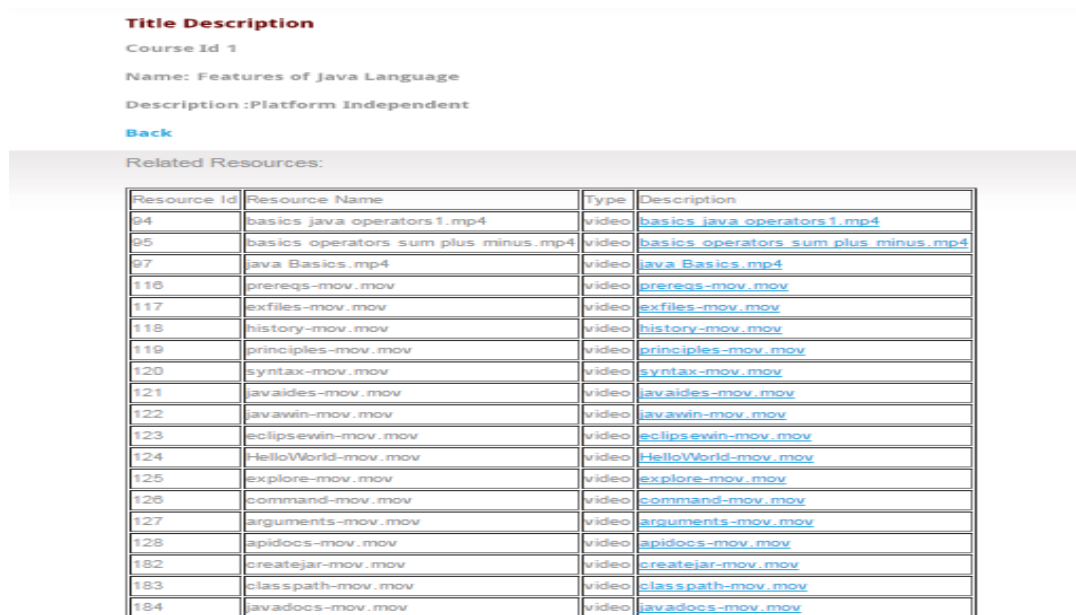 Title Description
Course Id 1
Name: Features of Java Language
Description :Platform Independent
Back
Related Resources:
Resource Id Resource Name Type Description
94 basics java operators1.mp4 video basics java operators1.mp4
95 basics operators sum plus minus.mp4 video basics operators sum plus minus.mp4
97 java Basics.mp4 video java Basics.mp4
116 prereqs-mov.mov video prereqs-mov.mov
117 exfiles-mov.mov video exfiles-mov.mov
118 history-mov.mov video history-mov.mov
119 principles-mov.mov video principles-mov.mov
120 syntax-mov.mov video syntax-mov.mov
121 javaides-mov.mov video javaides-mov.mov
122 javawin-mov.mov video javawin-mov.mov
123 eclipsewin-mov.mov video eclipsewin-mov.mov
124 HelloWorld-mov.mov video HelloWorld-mov.mov
125 explore-mov.mov video explore-mov.mov
126 command-mov.mov video command-mov.mov
127 arguments-mov.mov video arguments-mov.mov
128 apidocs-mov.mov video apidocs-mov.mov
182 createjar-mov.mov video createjar-mov.mov
183 classpath-mov.mov video classpath-mov.mov
184 javadocs-mov.mov video javadocs-mov.mov